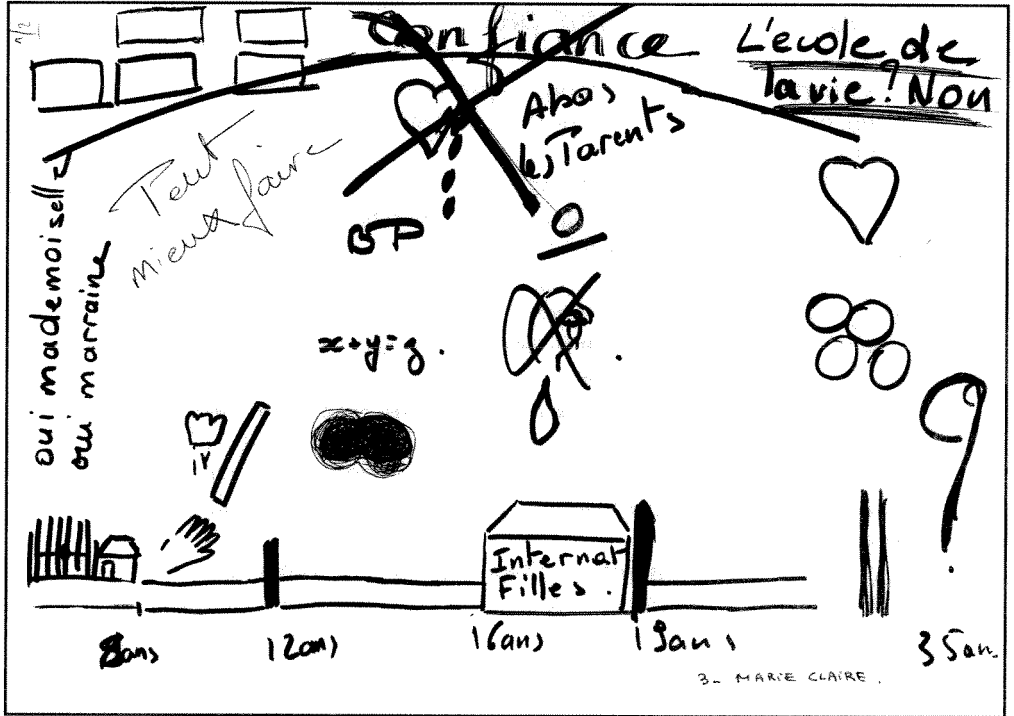 1/2
Confiance
L'ecole de
la vie? Non
Abas
les Parents
Peut
mieux faire
oui mademoiselle
oui marraine
BP
x+y=z.
Internat
Filles.
8ans
12ans
16ans
19ans
35an.
3_ MARIE CLAIRE.